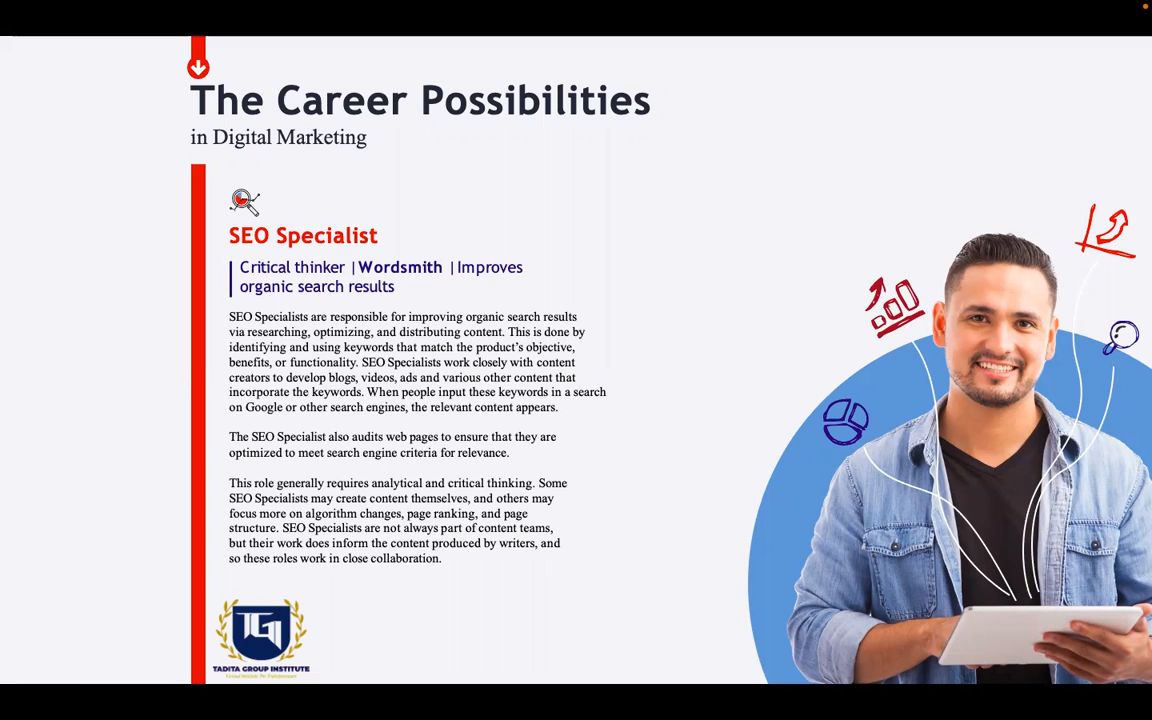 The Career Possibilities
in Digital Marketing
SEO Specialist
Critical thinker | Wordsmith | Improves
organic search results
SEO Specialists are responsible for improving organic search results
via researching, optimizing, and distributing content. This is done by
identifying and using keywords that match the product's objective,
benefits, or functionality. SEO Specialists work closely with content
creators to develop blogs, videos, ads and various other content that
incorporate the keywords. When people input these keywords in a search
on Google or other search engines, the relevant content appears.
The SEO Specialist also audits web pages to ensure that they are
optimized to meet search engine criteria for relevance.
This role generally requires analytical and critical thinking. Some
SEO Specialists may create content themselves, and others may
focus more on algorithm changes, page ranking, and page
structure. SEO Specialists are not always part of content teams,
but their work does inform the content produced by writers, and
so these roles work in close collaboration.
TGI
TADITA GROUP INSTITUTE